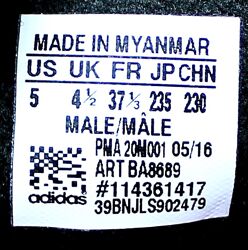 MADE IN MYANMAR
US UK FR JP CHN
5 4½ 37⅓ 235 230
MALE/MÂLE
PMA 20M001 05/16
ART BA8689
#114361417
39BNJLS902479
adidas